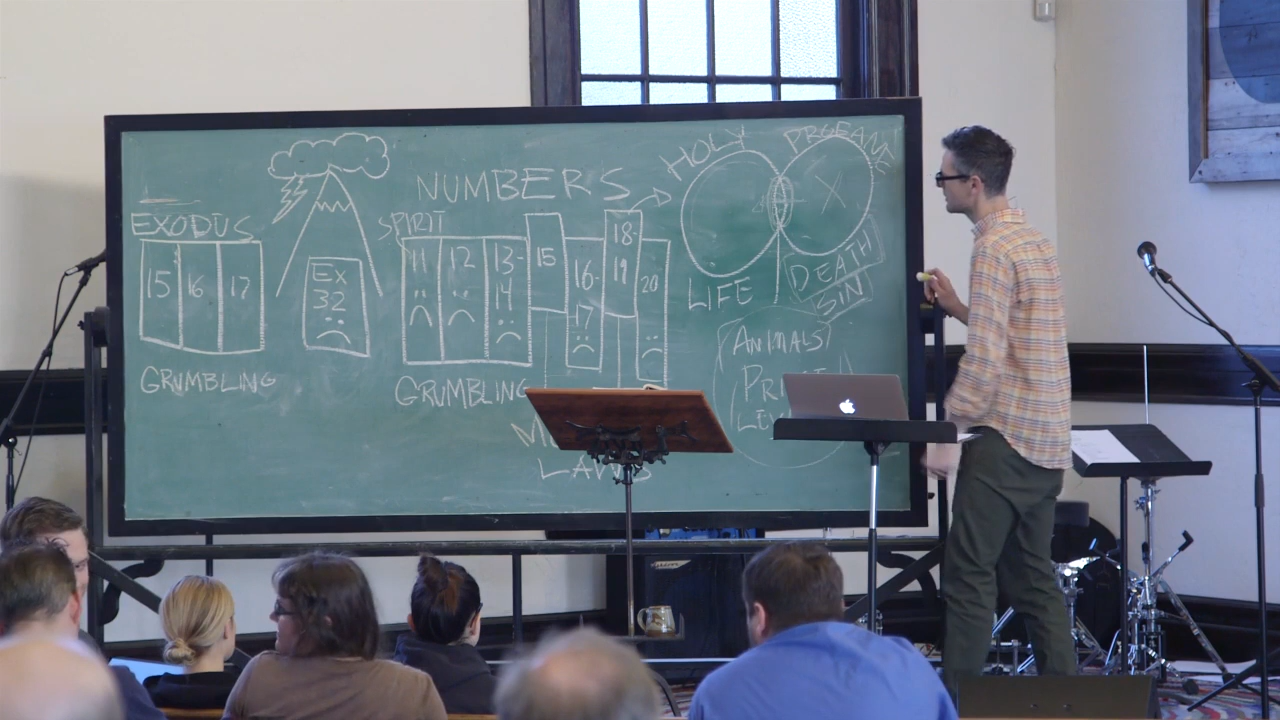 EXODUS
15 16 17
GRUMBLING
EX
32
NUMBERS
SPIRIT
11 12 13-
14
15
16-
17
18-
19
20
GRUMBLING
LAWS
HOLY
PROFANE
X
LIFE
DEATH
SIN
ANIMALS